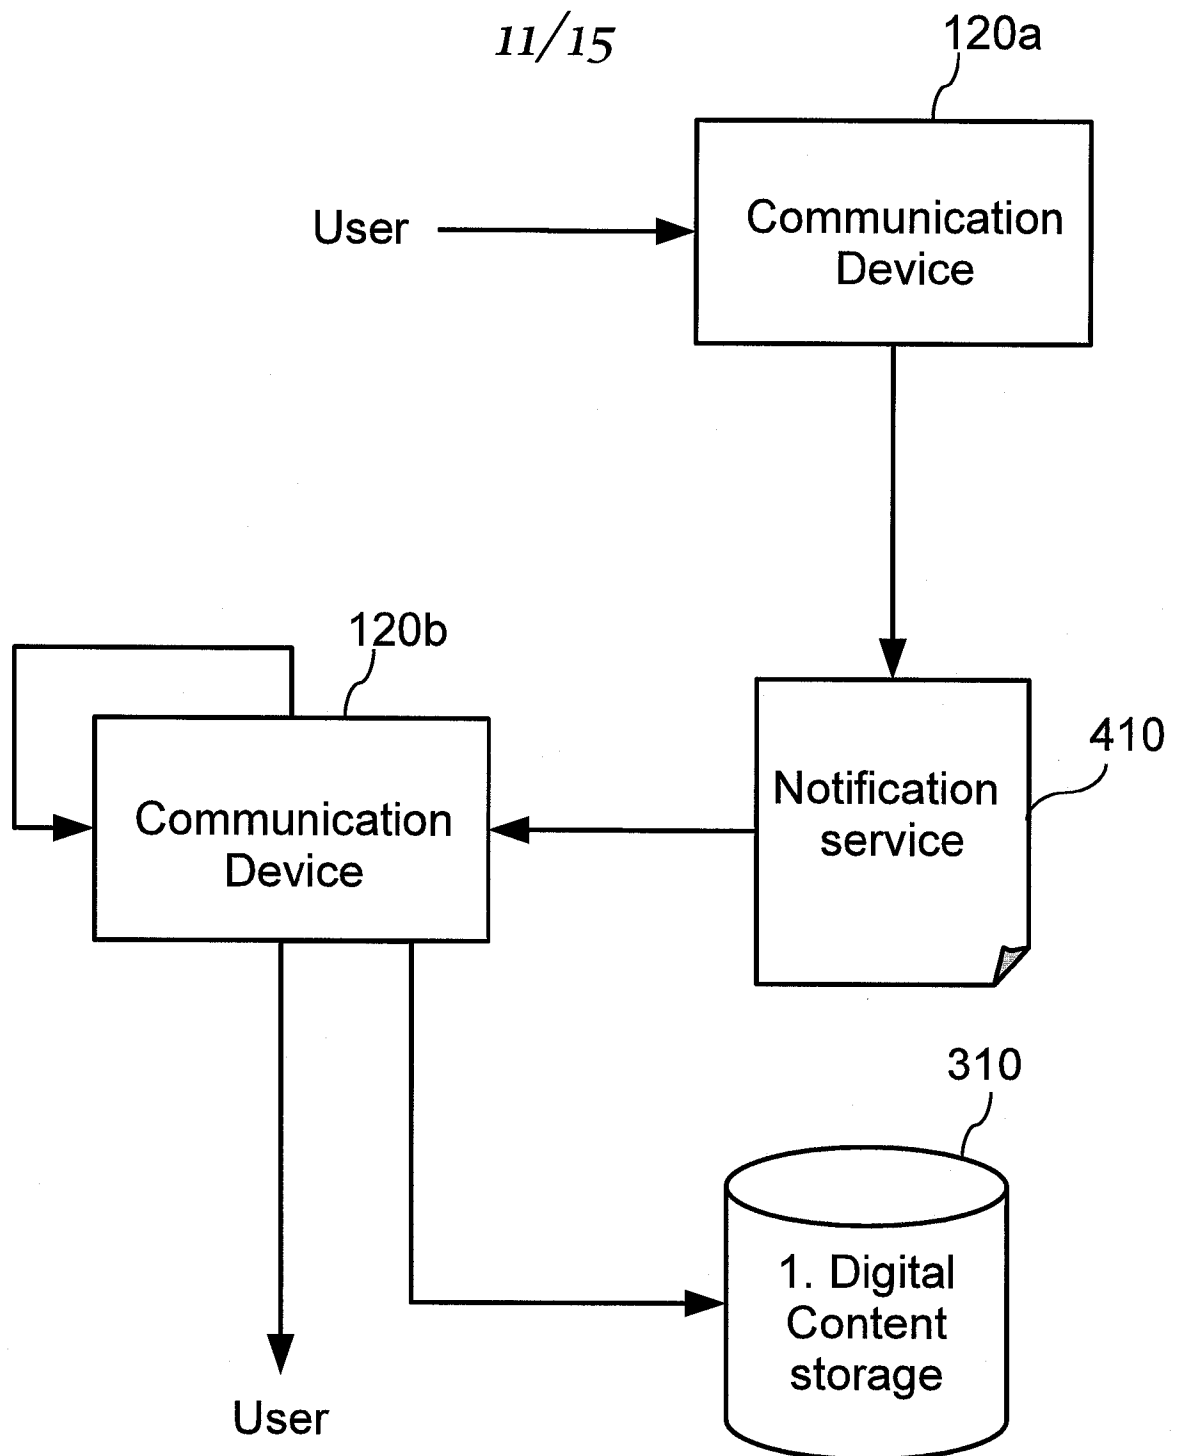 11/15
120a
User
Communication
Device
120b
410
Notification
service
Communication
Device
310
1. Digital
Content
storage
User